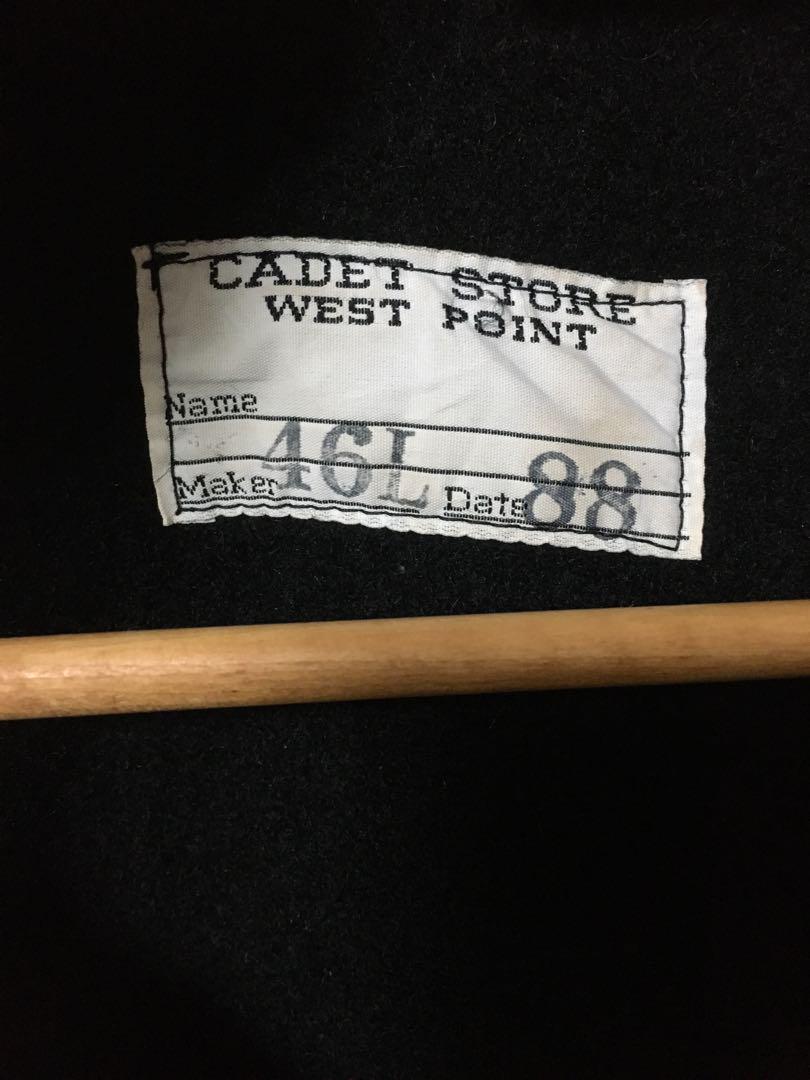 CADET STORE
WEST POINT
Name
46L 88
Maker Date